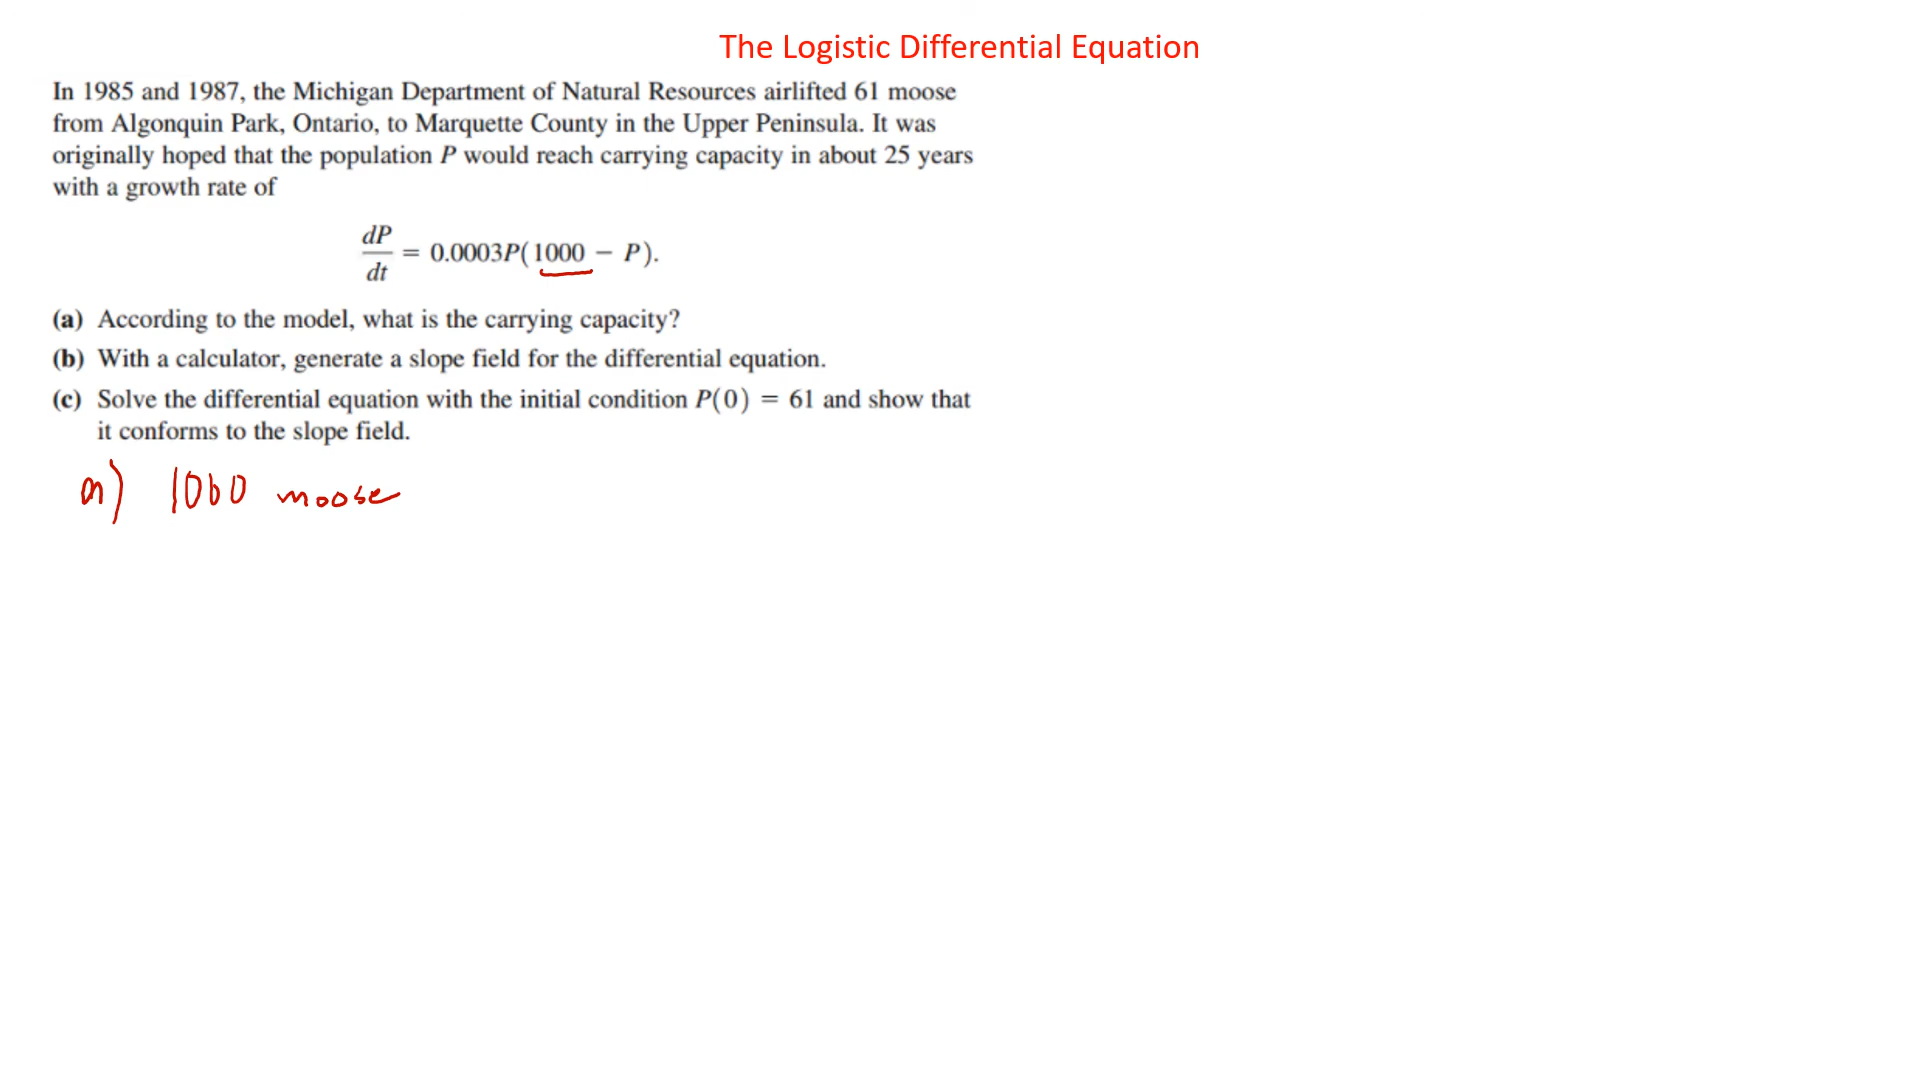 The Logistic Differential Equation
In 1985 and 1987, the Michigan Department of Natural Resources airlifted 61 moose
from Algonquin Park, Ontario, to Marquette County in the Upper Peninsula. It was
originally hoped that the population P would reach carrying capacity in about 25 years
with a growth rate of
dP/dt = 0.0003P(1000 − P).
(a) According to the model, what is the carrying capacity?
(b) With a calculator, generate a slope field for the differential equation.
(c) Solve the differential equation with the initial condition P(0) = 61 and show that
it conforms to the slope field.
a) 1000 moose